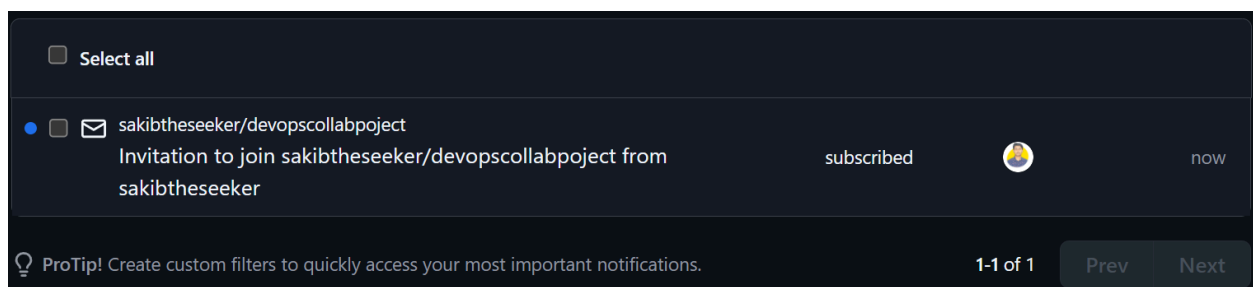 Select all
sakibtheseeker/devopscollabpoject
Invitation to join sakibtheseeker/devopscollabpoject from
sakibtheseeker
subscribed
now
ProTip! Create custom filters to quickly access your most important notifications.
1-1 of 1
Prev
Next